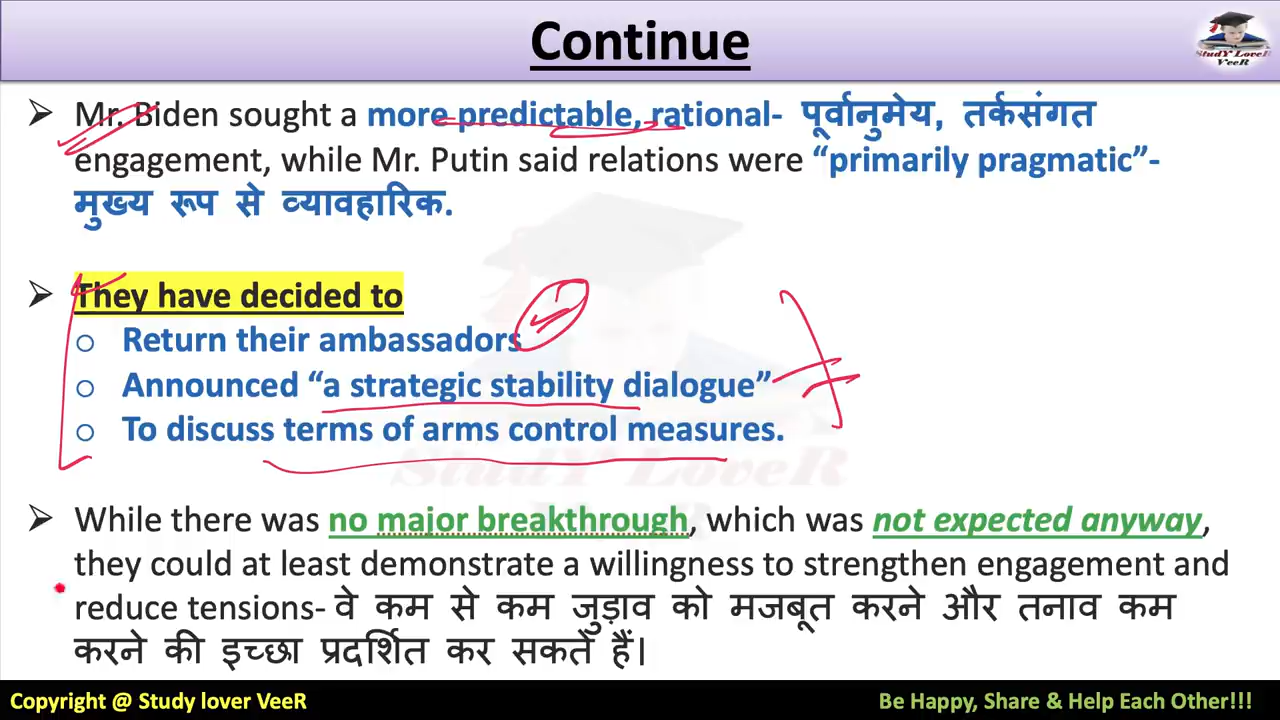 Continue
StudY LoveR
VeeR
➢ Mr. Biden sought a more predictable, rational- पूर्वानुमेय, तर्कसंगत
engagement, while Mr. Putin said relations were “primarily pragmatic”-
मुख्य रूप से व्यावहारिक.
➢ They have decided to
o Return their ambassadors
o Announced “a strategic stability dialogue”
o To discuss terms of arms control measures.
StudY LoveR
VeeR
➢ While there was no major breakthrough, which was not expected anyway,
they could at least demonstrate a willingness to strengthen engagement and
reduce tensions- वे कम से कम जुड़ाव को मजबूत करने और तनाव कम
करने की इच्छा प्रदर्शित कर सकते हैं।
Copyright @ Study lover VeeR
Be Happy, Share & Help Each Other!!!